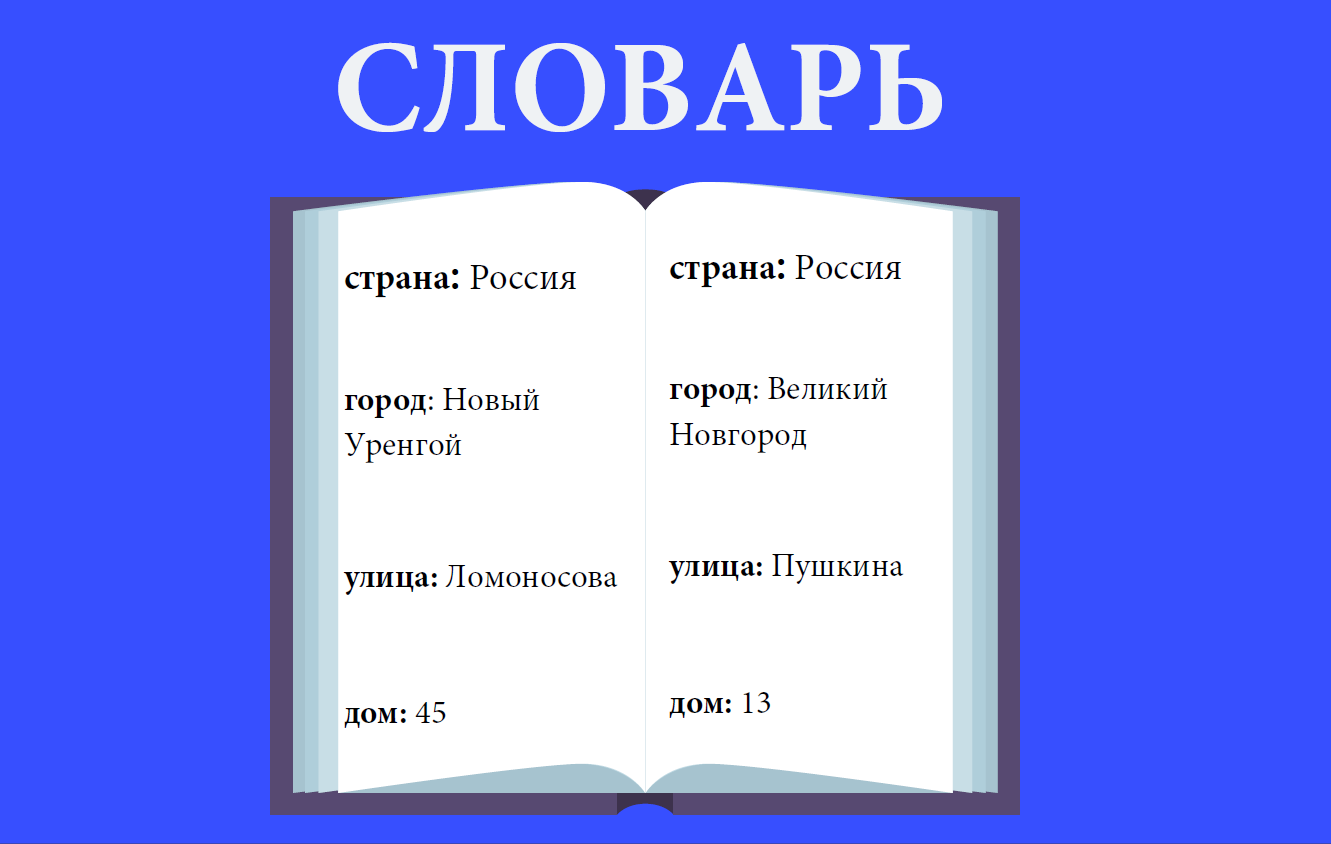 СЛОВАРЬ
страна: Россия
город: Новый
Уренгой
улица: Ломоносова
дом: 45
страна: Россия
город: Великий
Новгород
улица: Пушкина
дом: 13